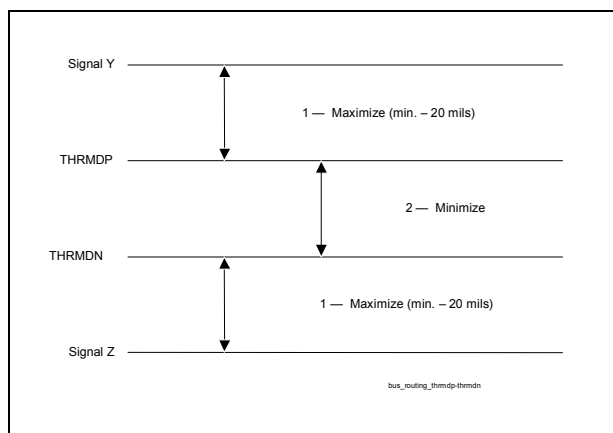 Signal Y
1 — Maximize (min. – 20 mils)
THRMDP
2 — Minimize
THRMDN
1 — Maximize (min. – 20 mils)
Signal Z
bus_routing_thrmdp-thrmdn